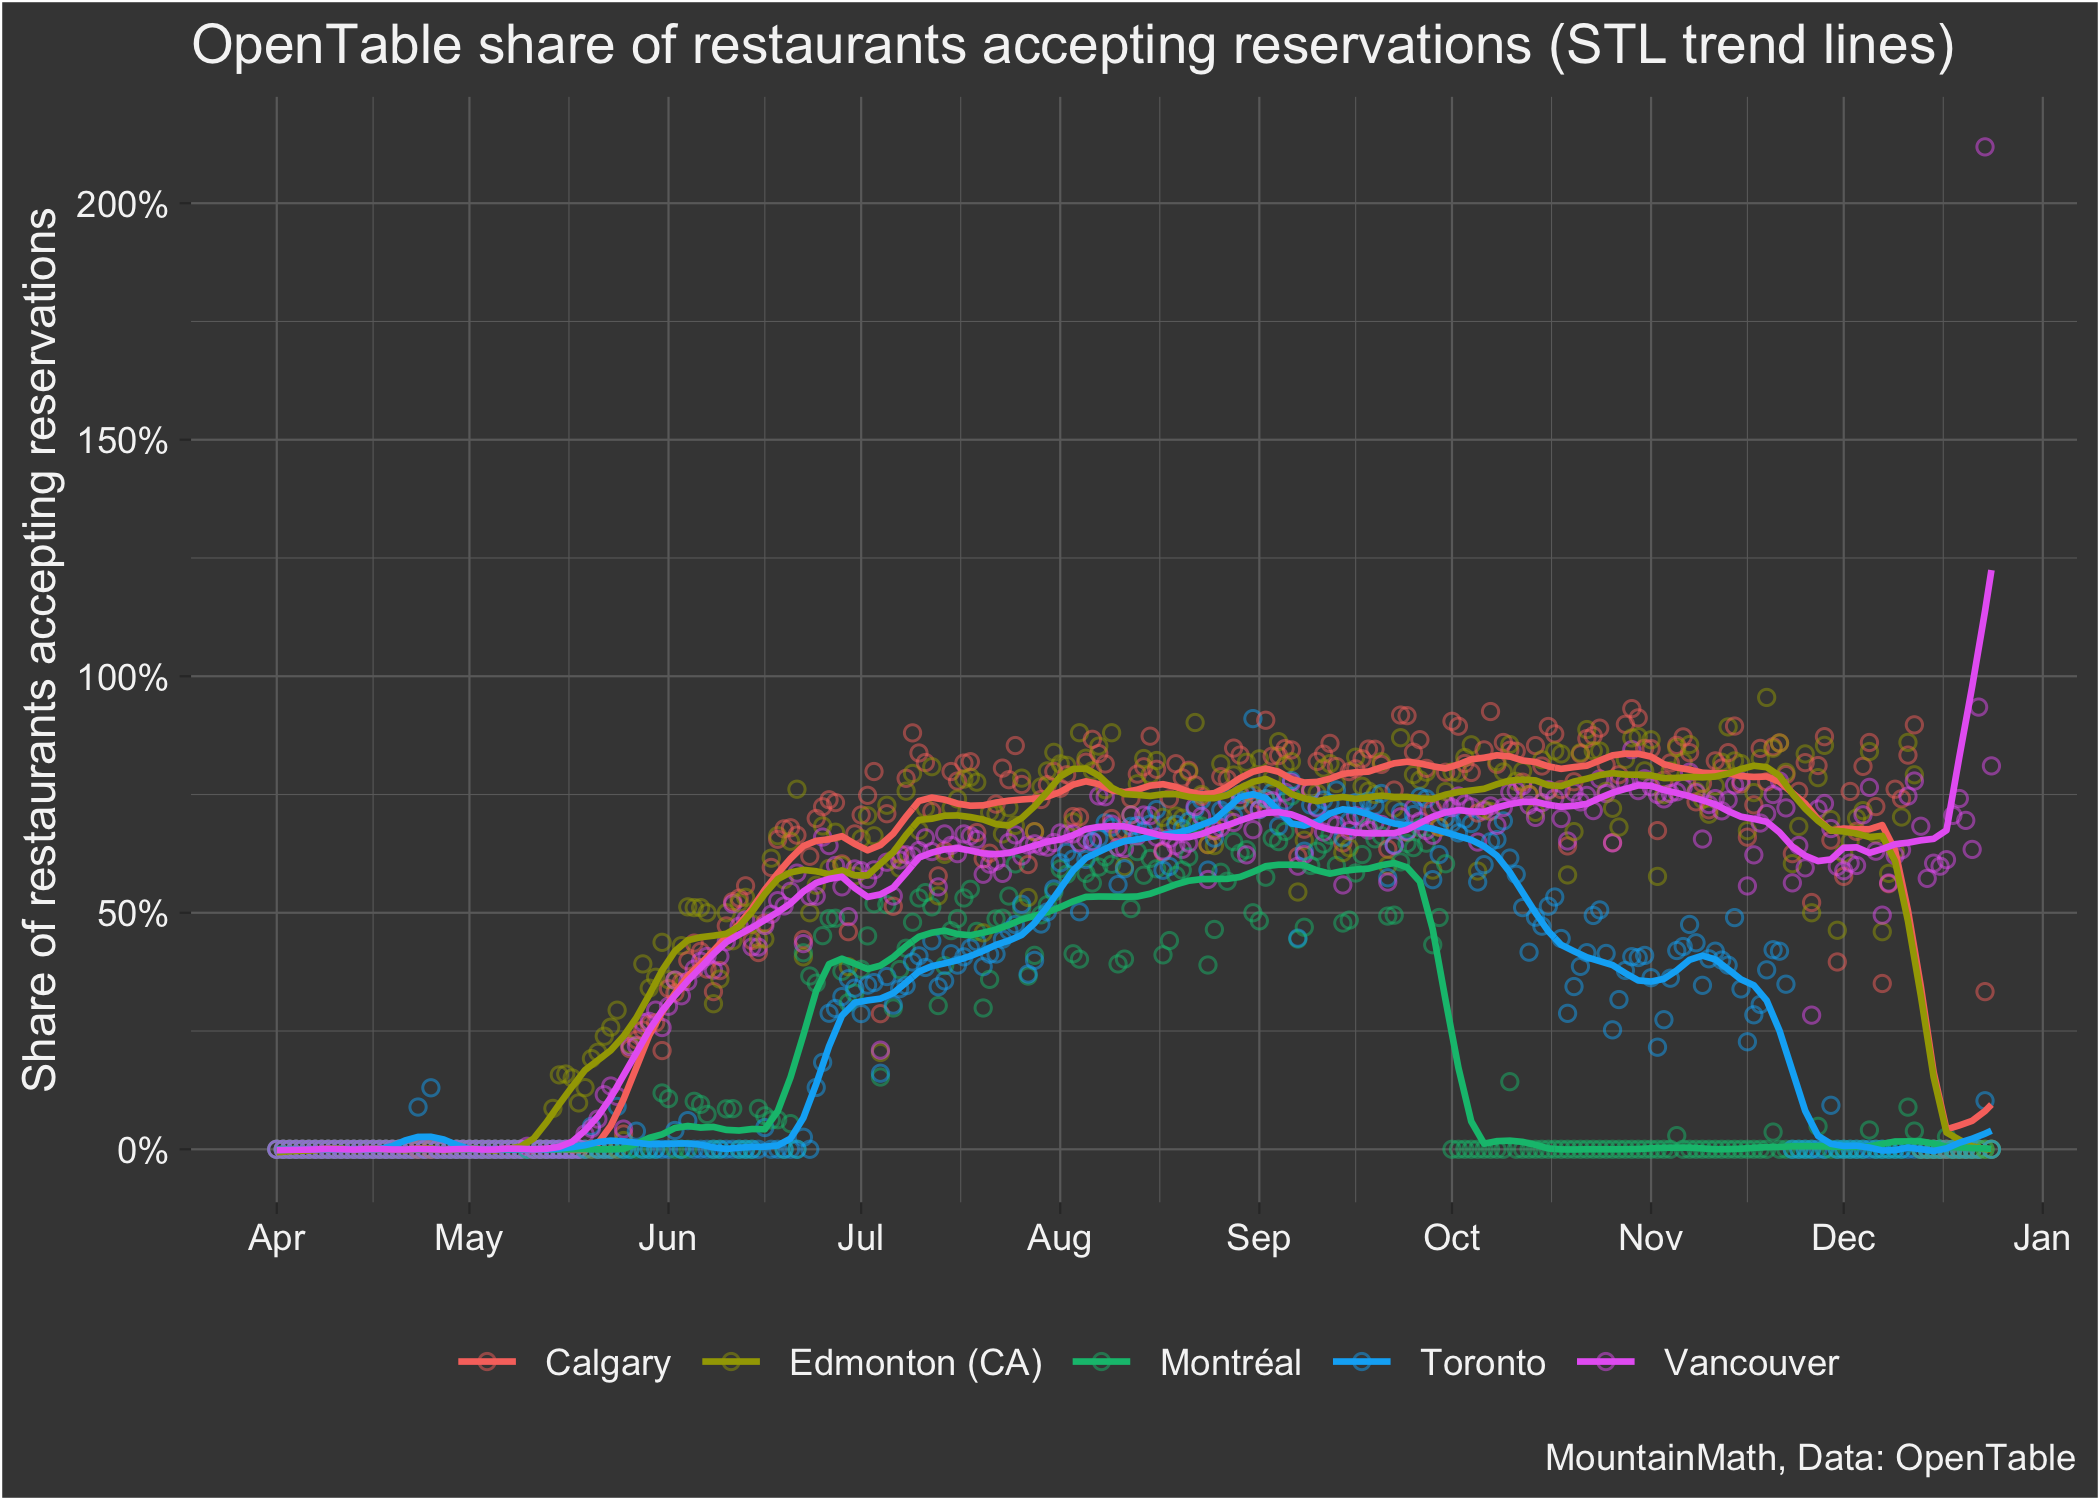 OpenTable share of restaurants accepting reservations (STL trend lines)
Share of restaurants accepting reservations
200%
150%
100%
50%
0%
Apr May Jun Jul Aug Sep Oct Nov Dec Jan
Calgary Edmonton (CA) Montréal Toronto Vancouver
MountainMath, Data: OpenTable